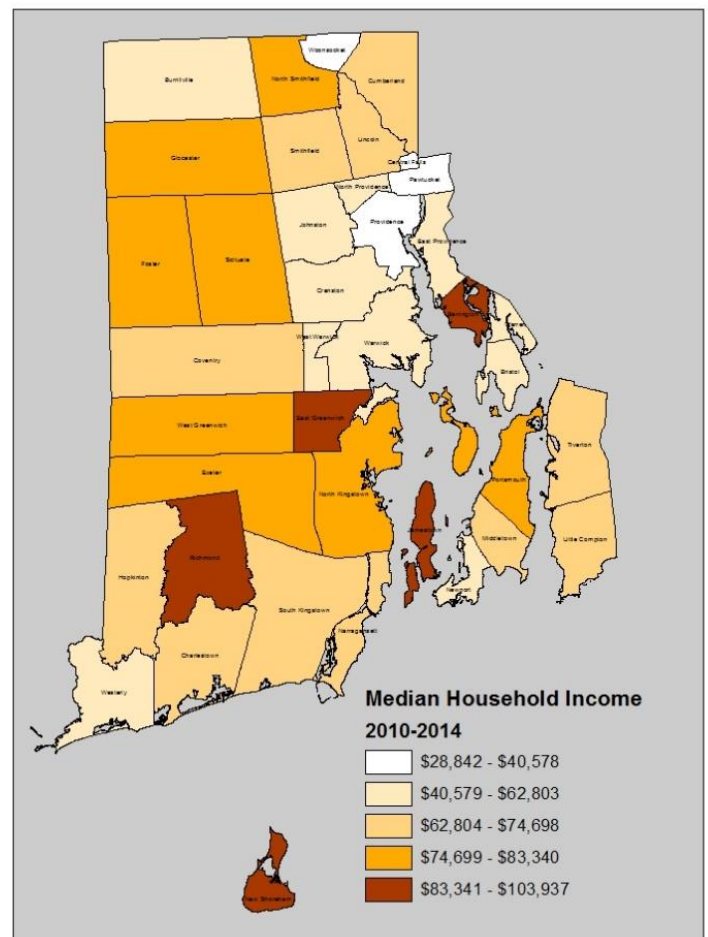 Woonsocket
Burrillville
North Smithfield
Cumberland
Lincoln
Smithfield
Glocester
Central Falls
Pawtucket
North Providence
Johnston
Providence
East Providence
Foster
Scituate
Cranston
Barrington
Warren
West Warwick
Warwick
Coventry
Bristol
West Greenwich
East Greenwich
Tiverton
Exeter
North Kingstown
Portsmouth
Jamestown
Middletown
Little Compton
Richmond
Hopkinton
Newport
South Kingstown
Narragansett
Charlestown
Westerly
Median Household Income
2010-2014
$28,842 - $40,578
$40,579 - $62,803
$62,804 - $74,698
$74,699 - $83,340
$83,341 - $103,937
New Shoreham